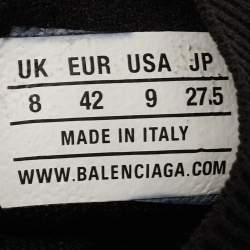 UK EUR USA JP
8 42 9 27.5
MADE IN ITALY
WWW.BALENCIAGA.COM